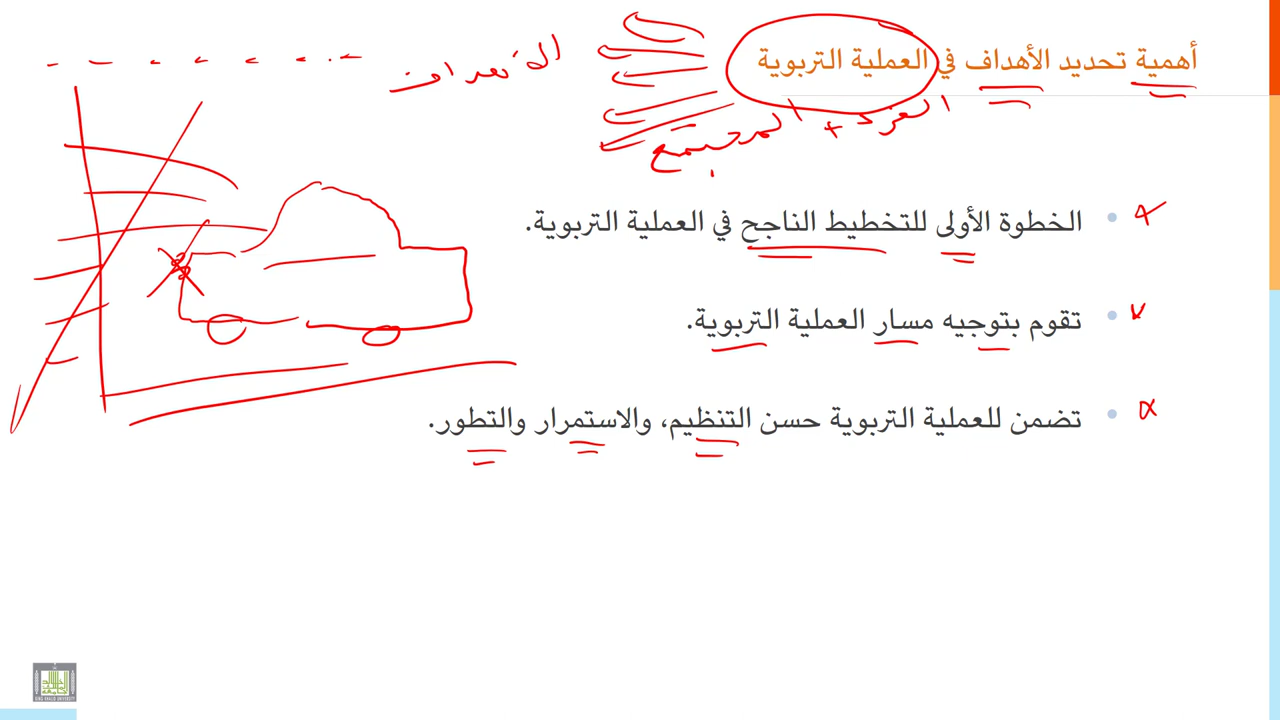 أهمية تحديد الأهداف في العملية التربوية
الأهداف
الفرد + المجتمع
الخطوة الأولى للتخطيط الناجح في العملية التربوية.
تقوم بتوجيه مسار العملية التربوية.
تضمن للعملية التربوية حسن التنظيم، والاستمرار والتطور.